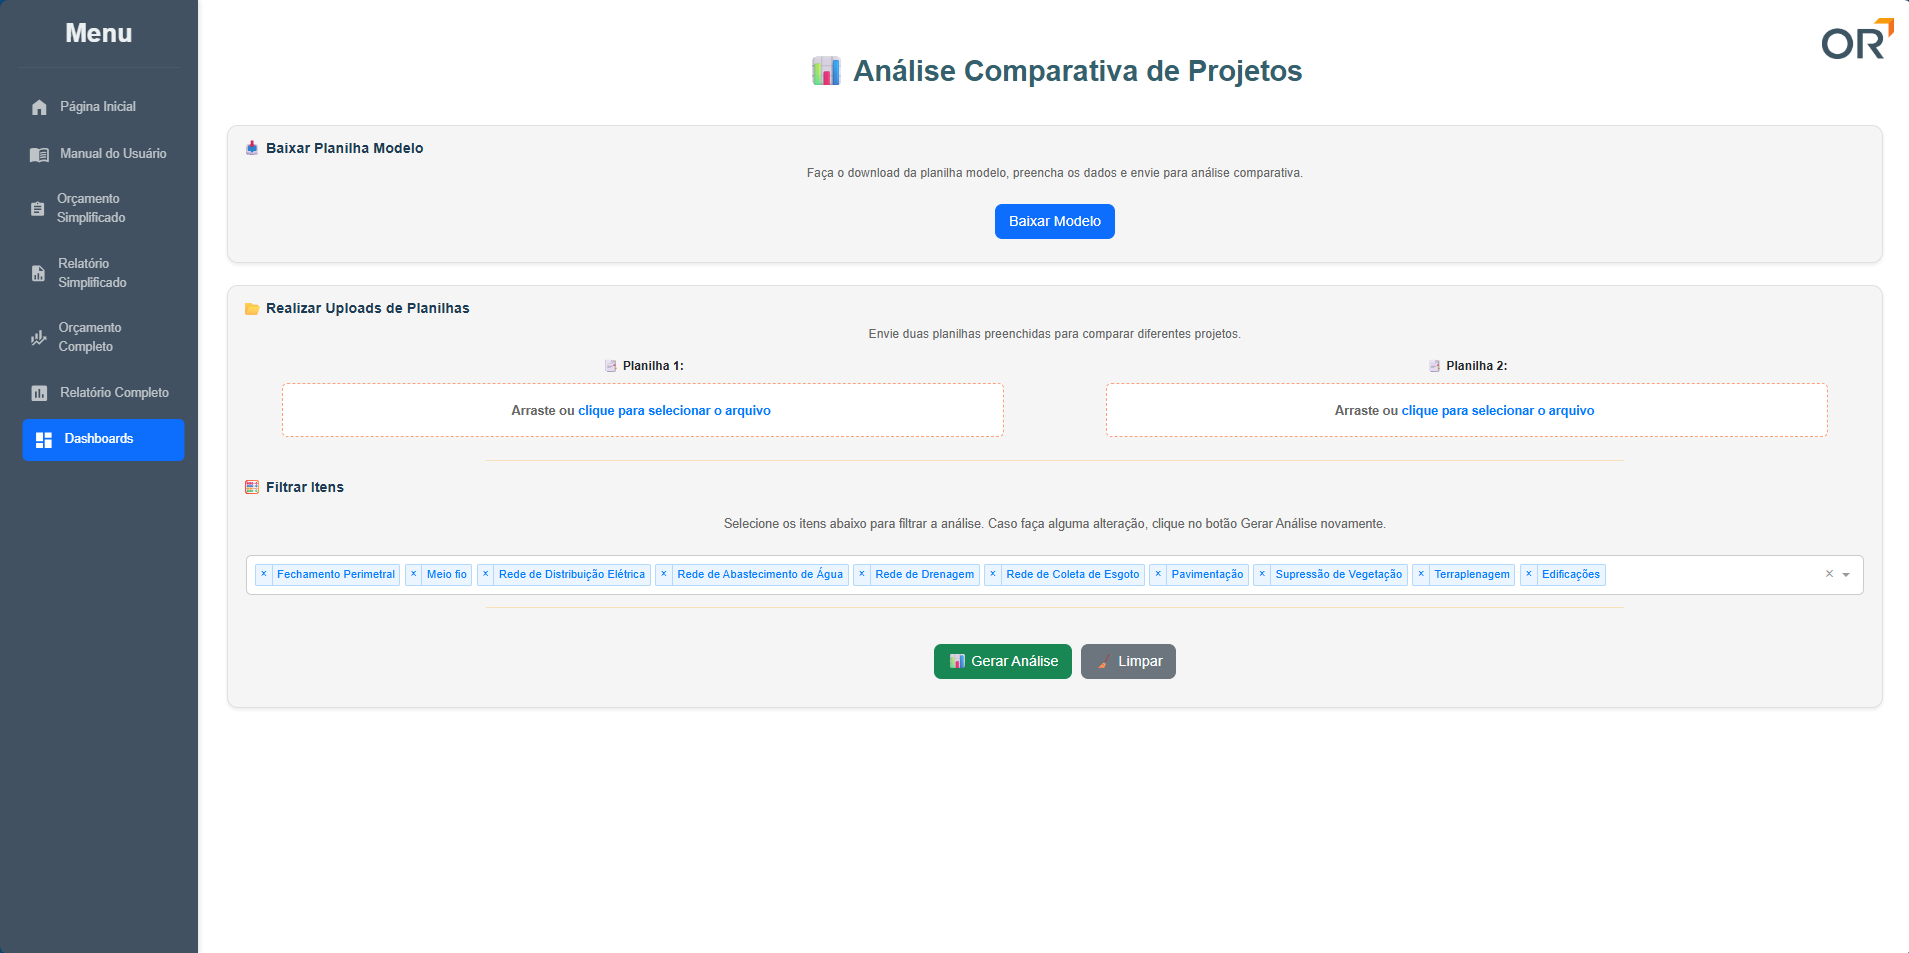 Menu
Página Inicial
Manual do Usuário
Orçamento
Simplificado
Relatório
Simplificado
Orçamento
Completo
Relatório Completo
Dashboards
OR
Análise Comparativa de Projetos
Baixar Planilha Modelo
Faça o download da planilha modelo, preencha os dados e envie para análise comparativa.
Baixar Modelo
Realizar Uploads de Planilhas
Envie duas planilhas preenchidas para comparar diferentes projetos.
Planilha 1:
Arraste ou clique para selecionar o arquivo
Planilha 2:
Arraste ou clique para selecionar o arquivo
Filtrar Itens
Selecione os itens abaixo para filtrar a análise. Caso faça alguma alteração, clique no botão Gerar Análise novamente.
× Fechamento Perimetral × Meio fio × Rede de Distribuição Elétrica × Rede de Abastecimento de Água × Rede de Drenagem × Rede de Coleta de Esgoto × Pavimentação × Supressão de Vegetação × Terraplenagem × Edificações ×
Gerar Análise
Limpar